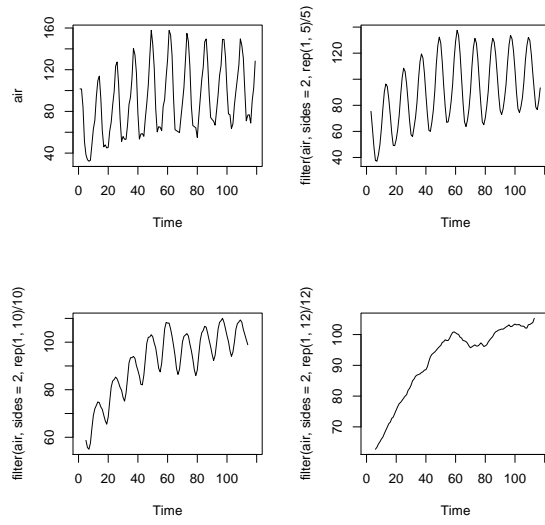 air
40 80 120 160
0 20 40 60 80 100
Time
filter(air, sides = 2, rep(1, 5)/5)
40 60 80 120
0 20 40 60 80 100
Time
filter(air, sides = 2, rep(1, 10)/10)
60 80 100
0 20 40 60 80 100
Time
filter(air, sides = 2, rep(1, 12)/12)
70 80 90 100
0 20 40 60 80 100
Time